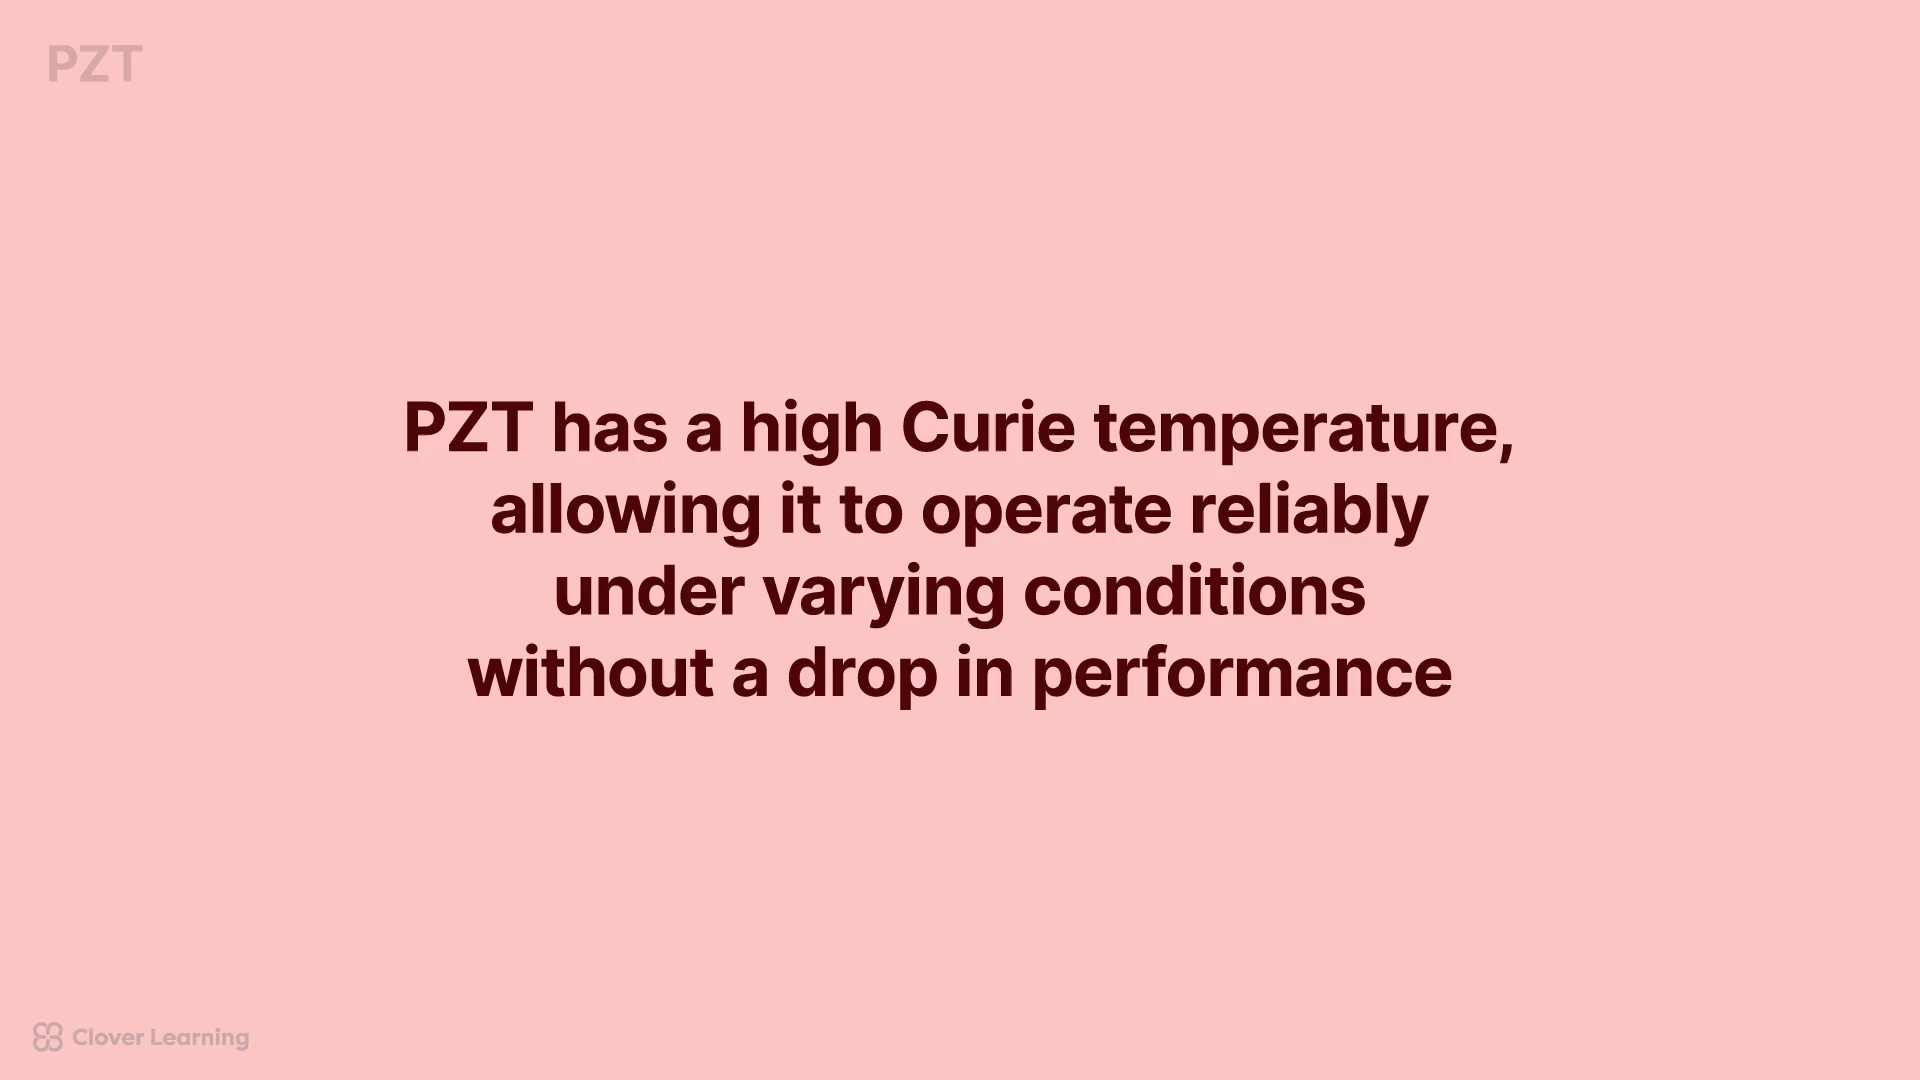 PZT
PZT has a high Curie temperature,
allowing it to operate reliably
under varying conditions
without a drop in performance
Clover Learning